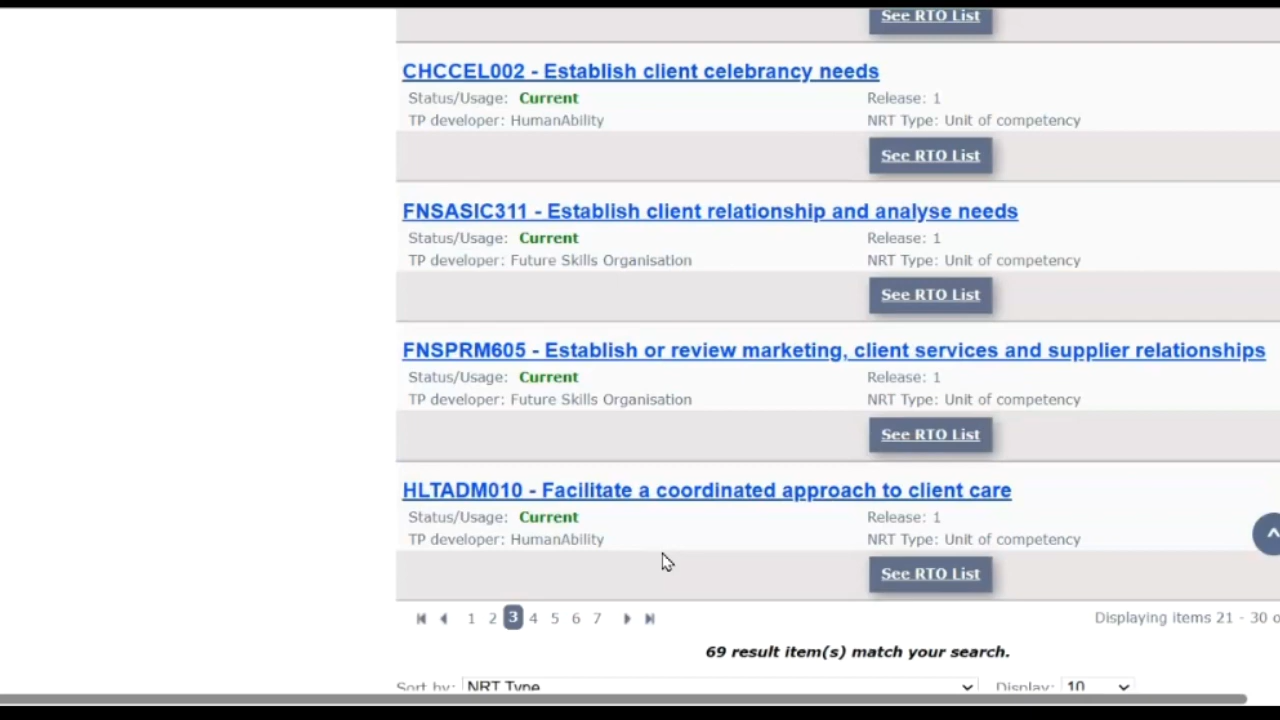 See RTO List
CHCCEL002 - Establish client celebrancy needs
Status/Usage: Current Release: 1
TP developer: HumanAbility NRT Type: Unit of competency
See RTO List
FNSASIC311 - Establish client relationship and analyse needs
Status/Usage: Current Release: 1
TP developer: Future Skills Organisation NRT Type: Unit of competency
See RTO List
FNSPRM605 - Establish or review marketing, client services and supplier relationships
Status/Usage: Current Release: 1
TP developer: Future Skills Organisation NRT Type: Unit of competency
See RTO List
HLTADM010 - Facilitate a coordinated approach to client care
Status/Usage: Current Release: 1
TP developer: HumanAbility NRT Type: Unit of competency
See RTO List
1 2 3 4 5 6 7 Displaying items 21 - 30 o
69 result item(s) match your search.
Sort by: NRT Type Display: 10